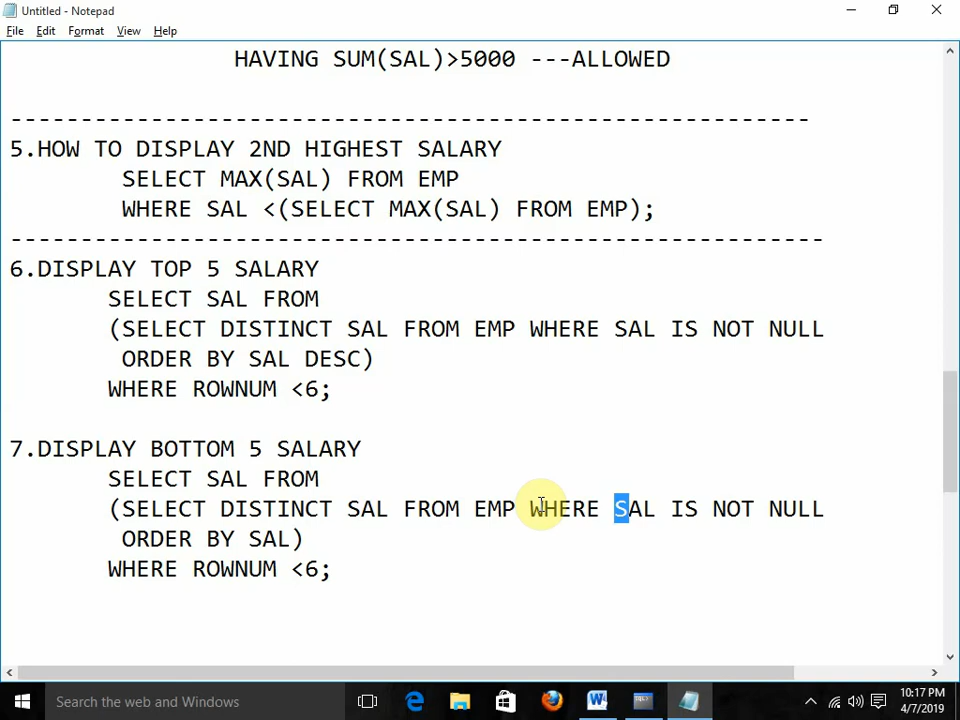 Untitled - Notepad
File Edit Format View Help
HAVING SUM(SAL)>5000 ---ALLOWED
---------------------------------------------------------
5.HOW TO DISPLAY 2ND HIGHEST SALARY
SELECT MAX(SAL) FROM EMP
WHERE SAL <(SELECT MAX(SAL) FROM EMP);
----------------------------------------------------------
6.DISPLAY TOP 5 SALARY
SELECT SAL FROM
(SELECT DISTINCT SAL FROM EMP WHERE SAL IS NOT NULL
ORDER BY SAL DESC)
WHERE ROWNUM <6;
7.DISPLAY BOTTOM 5 SALARY
SELECT SAL FROM
(SELECT DISTINCT SAL FROM EMP WHERE SAL IS NOT NULL
ORDER BY SAL)
WHERE ROWNUM <6;
Search the web and Windows
10:17 PM
4/7/2019